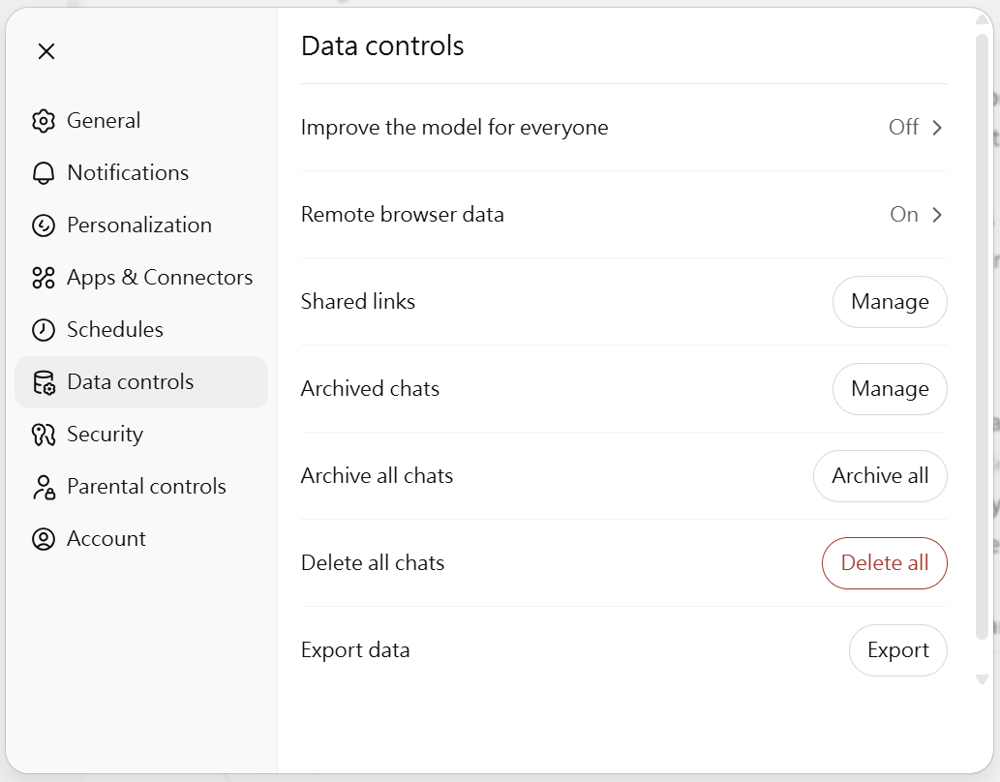 General
Notifications
Personalization
Apps & Connectors
Schedules
Data controls
Security
Parental controls
Account
Data controls
Improve the model for everyone Off
Remote browser data On
Shared links Manage
Archived chats Manage
Archive all chats Archive all
Delete all chats Delete all
Export data Export